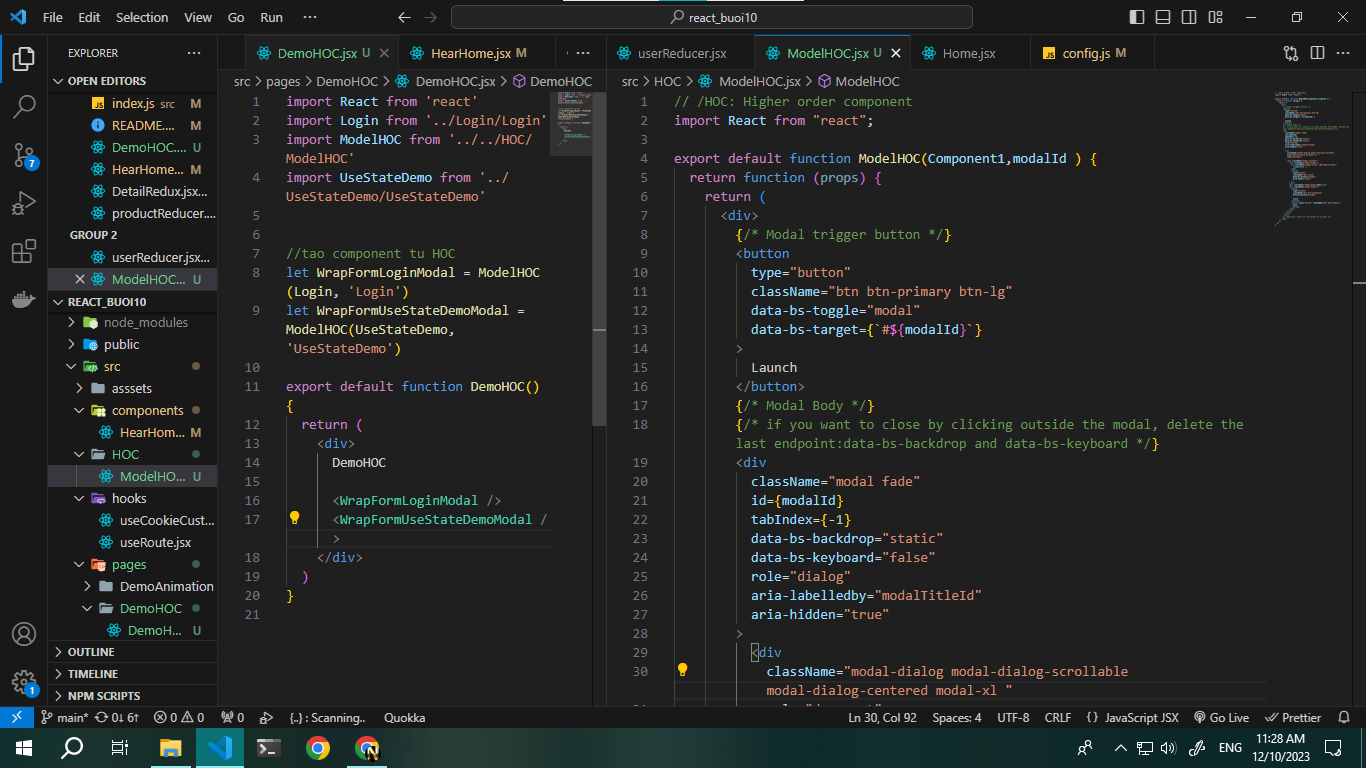 File Edit Selection View Go Run ···
react_buoi10
EXPLORER
OPEN EDITORS
index.js src M
README.... M
DemoHOC.... U
HearHome... M
DetailRedux.jsx...
productReducer....
GROUP 2
userReducer.jsx...
ModelHOC... U
REACT_BUOI10
node_modules
public
src
asssets
components
HearHom... M
HOC
ModelHO... U
hooks
useCookieCust...
useRoute.jsx
pages
DemoAnimation
DemoHOC
DemoH... U
OUTLINE
TIMELINE
NPM SCRIPTS
7
1
DemoHOC.jsx U
HearHome.jsx M
src > pages > DemoHOC > DemoHOC.jsx > DemoHOC
1 import React from 'react'
2 import Login from '../Login/Login'
3 import ModelHOC from '../../HOC/
ModelHOC'
4 import UseStateDemo from '../
UseStateDemo/UseStateDemo'
5
6
7 //tao component tu HOC
8 let WrapFormLoginModal = ModelHOC
(Login, 'Login')
9 let WrapFormUseStateDemoModal =
ModelHOC(UseStateDemo,
'UseStateDemo')
10
11 export default function DemoHOC()
{
12 return (
13 <div>
14 DemoHOC
15
16 <WrapFormLoginModal />
17 <WrapFormUseStateDemoModal /
>
18 </div>
19 )
20 }
21
userReducer.jsx
ModelHOC.jsx U
Home.jsx
config.js M
src > HOC > ModelHOC.jsx > ModelHOC
1 // /HOC: Higher order component
2 import React from "react";
3
4 export default function ModelHOC(Component1,modalId ) {
5 return function (props) {
6 return (
7 <div>
8 {/* Modal trigger button */}
9 <button
10 type="button"
11 className="btn btn-primary btn-lg"
12 data-bs-toggle="modal"
13 data-bs-target={`#${modalId}`}
14 >
15 Launch
16 </button>
17 {/* Modal Body */}
18 {/* if you want to close by clicking outside the modal, delete the
last endpoint:data-bs-backdrop and data-bs-keyboard */}
19 <div
20 className="modal fade"
21 id={modalId}
22 tabIndex={-1}
23 data-bs-backdrop="static"
24 data-bs-keyboard="false"
25 role="dialog"
26 aria-labelledby="modalTitleId"
27 aria-hidden="true"
28 >
29 <div
30 className="modal-dialog modal-dialog-scrollable
modal-dialog-centered modal-xl "
main* 0↓ 6↑ 0 0 0 {..} : Scanning.. Quokka
Ln 30, Col 92 Spaces: 4 UTF-8 CRLF {} JavaScript JSX Go Live Prettier
ENG
11:28 AM
12/10/2023